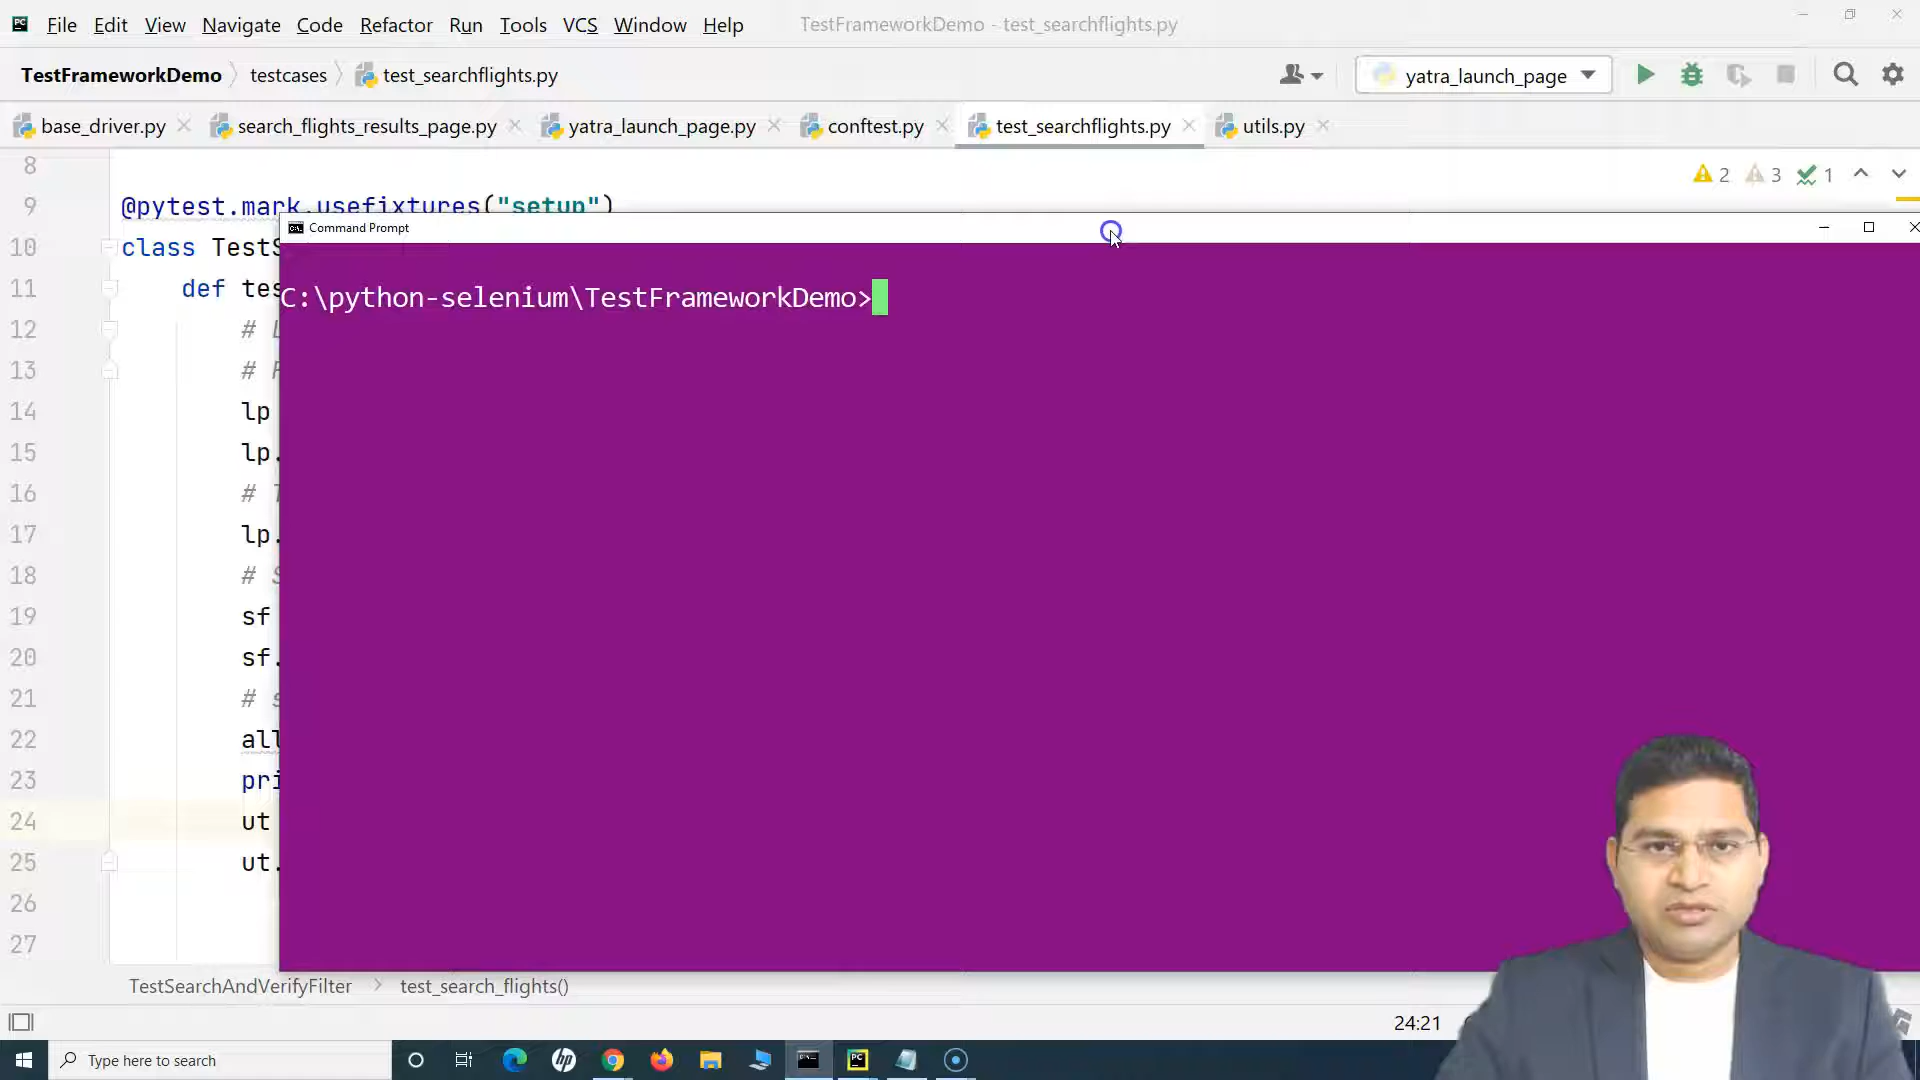 File Edit View Navigate Code Refactor Run Tools VCS Window Help TestFrameworkDemo - test_searchflights.py
TestFrameworkDemo testcases test_searchflights.py yatra_launch_page
base_driver.py search_flights_results_page.py yatra_launch_page.py conftest.py test_searchflights.py utils.py
8 2 3 1
9 @pytest.mark.usefixtures("setup")
Command Prompt
10 class TestS
11 def tes
C:\python-selenium\TestFrameworkDemo>
12 # L
13 #
14 lp
15 lp.
16 #
17 lp.
18 # S
19 sf
20 sf.
21 # s
22 all
23 pri
24 ut
25 ut.
26
27
TestSearchAndVerifyFilter > test_search_flights()
24:21
Type here to search